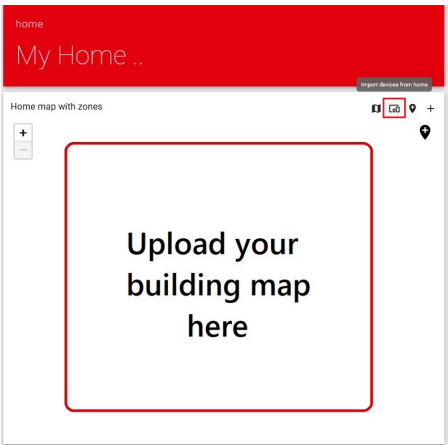 home
My Home ..
Import devices from home
Home map with zones
+
+
−
Upload your
building map
here